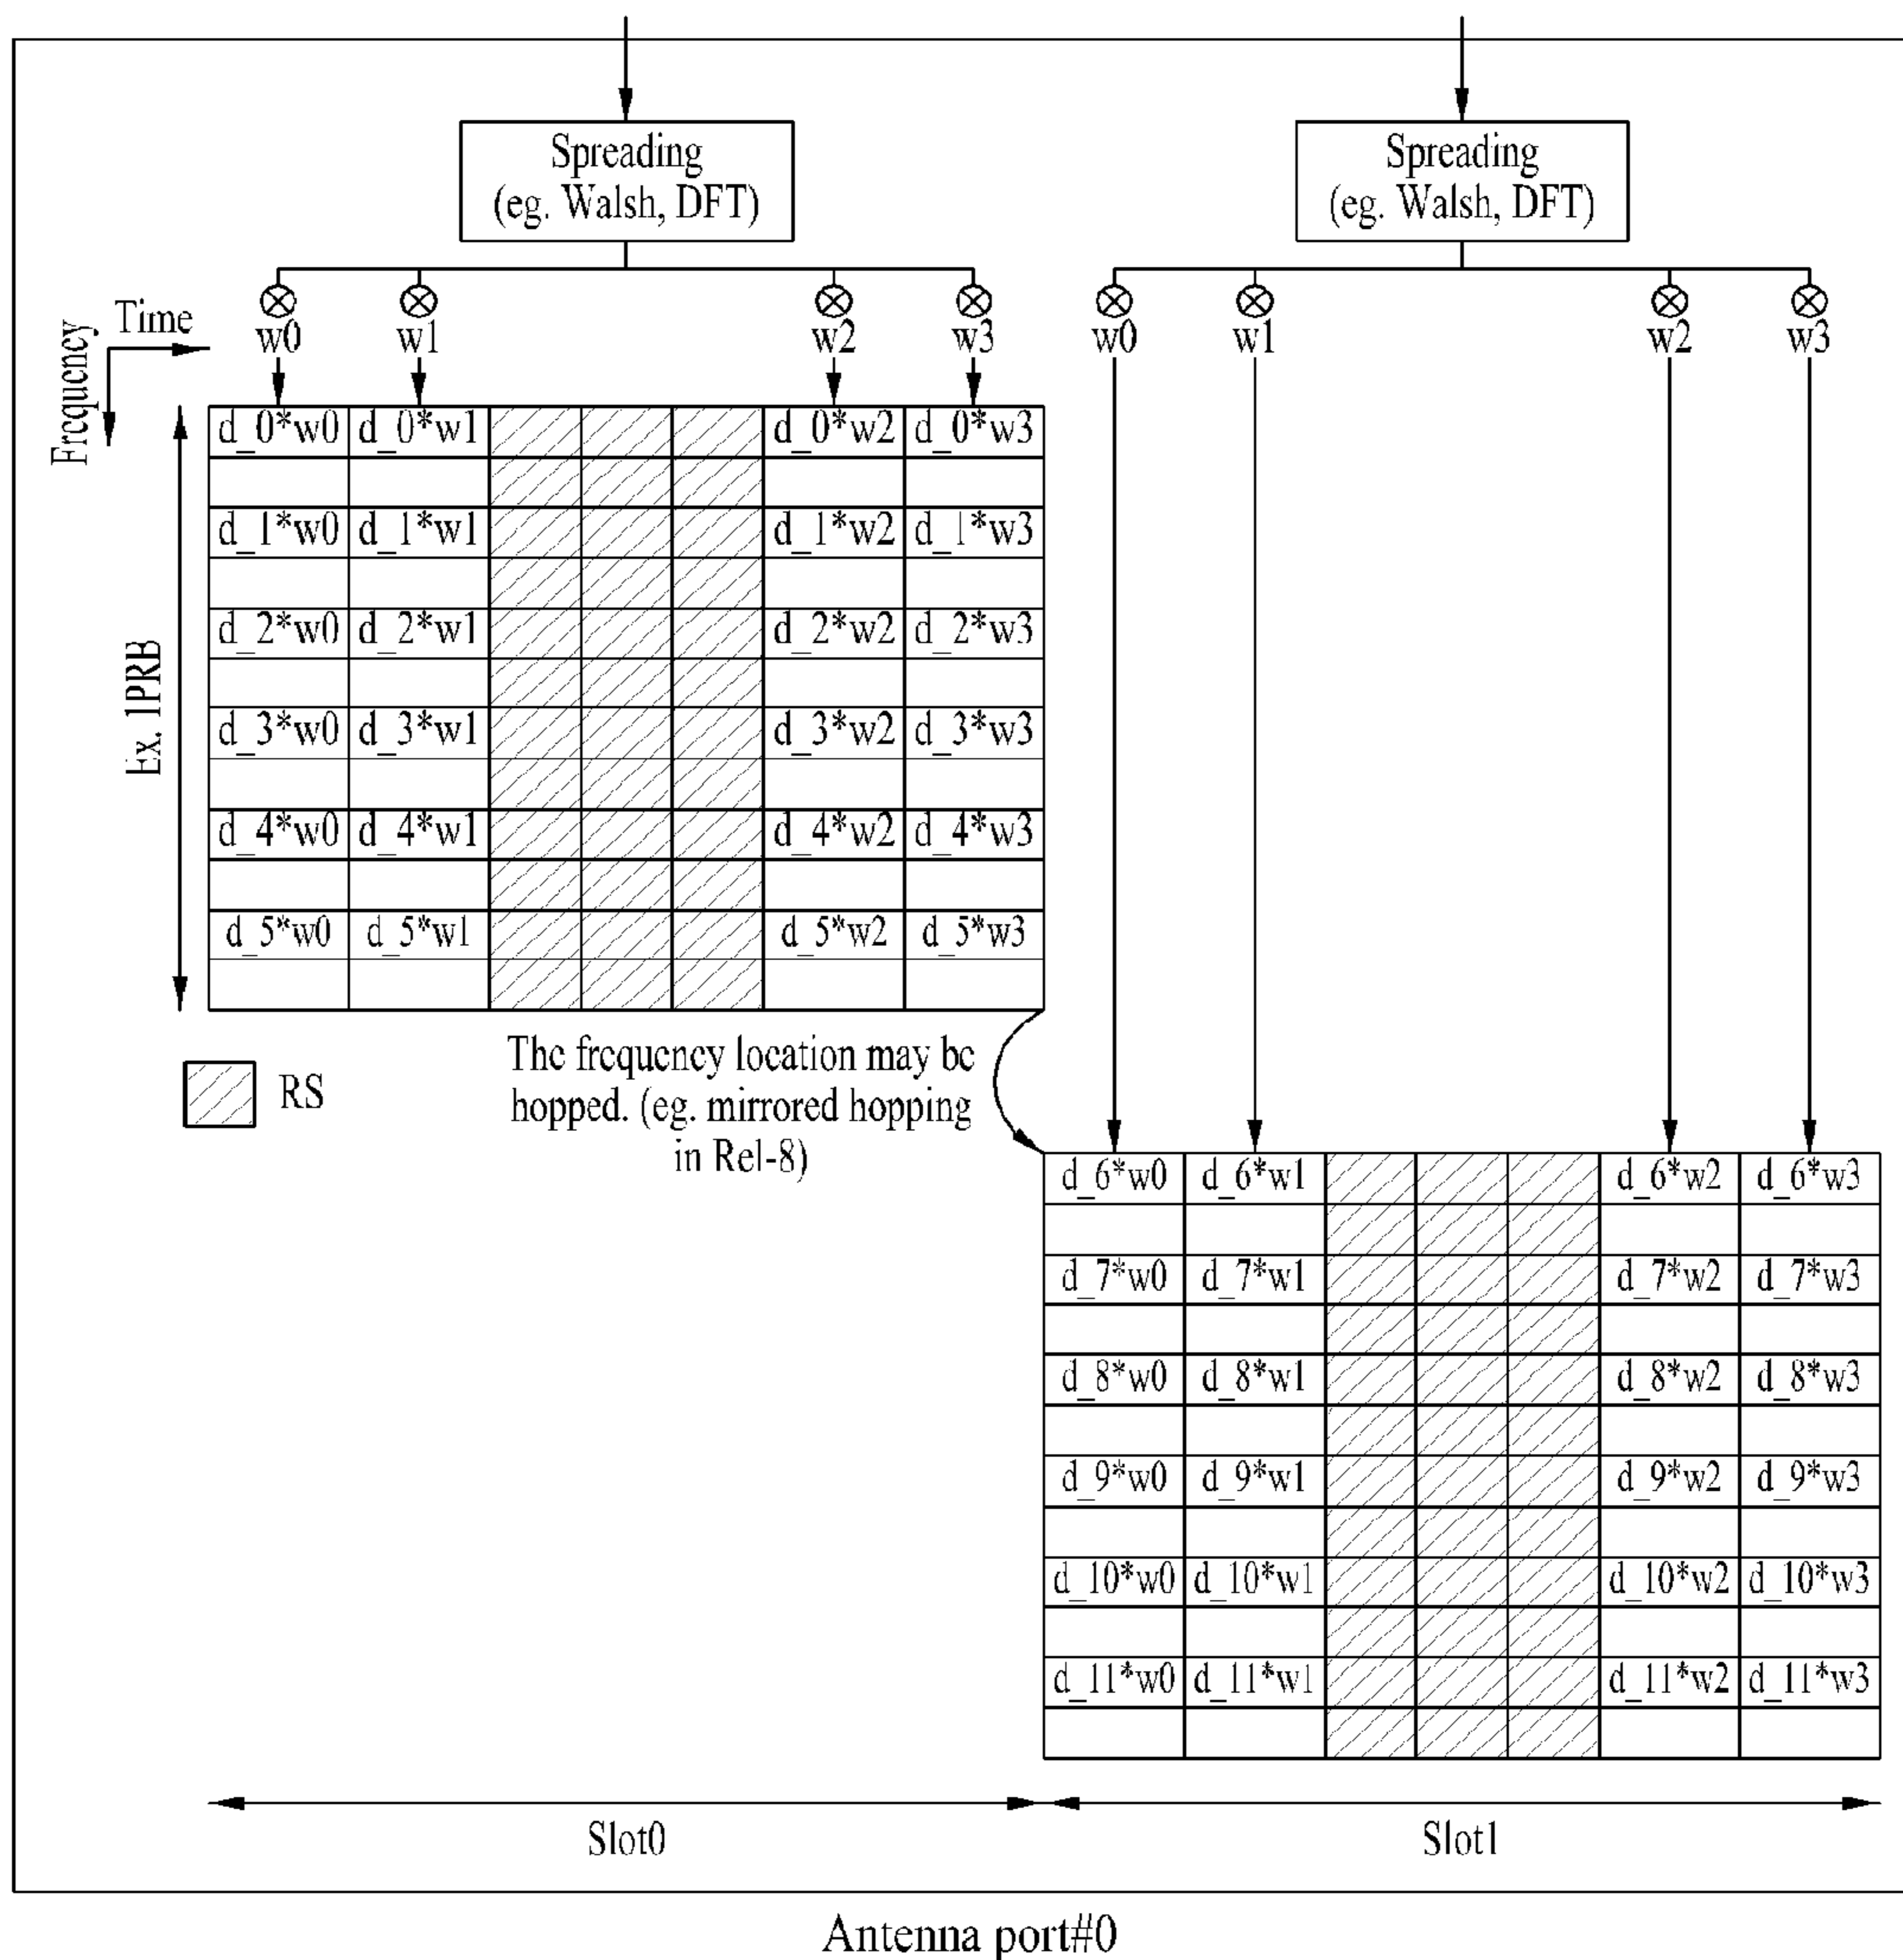 Spreading
(eg. Walsh, DFT)
Spreading
(eg. Walsh, DFT)
Time
Frequency
w0 w1 w2 w3 w0 w1 w2 w3
Ex. 1PRB
d_0*w0 d_0*w1 d_0*w2 d_0*w3
d_1*w0 d_1*w1 d_1*w2 d_1*w3
d_2*w0 d_2*w1 d_2*w2 d_2*w3
d_3*w0 d_3*w1 d_3*w2 d_3*w3
d_4*w0 d_4*w1 d_4*w2 d_4*w3
d_5*w0 d_5*w1 d_5*w2 d_5*w3
RS
The frequency location may be
hopped. (eg. mirrored hopping
in Rel-8)
d_6*w0 d_6*w1 d_6*w2 d_6*w3
d_7*w0 d_7*w1 d_7*w2 d_7*w3
d_8*w0 d_8*w1 d_8*w2 d_8*w3
d_9*w0 d_9*w1 d_9*w2 d_9*w3
d_10*w0 d_10*w1 d_10*w2 d_10*w3
d_11*w0 d_11*w1 d_11*w2 d_11*w3
Slot0 Slot1
Antenna port#0